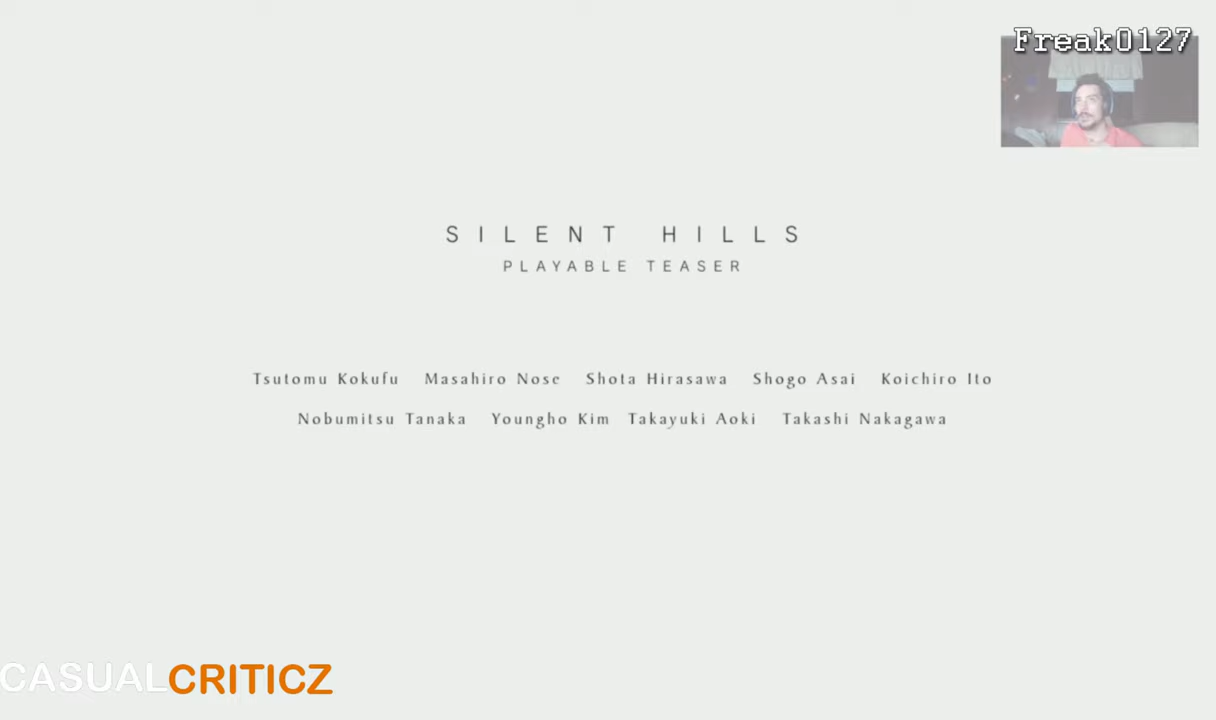 Freak0127
SILENT HILLS
PLAYABLE TEASER
Tsutomu Kokufu Masahiro Nose Shota Hirasawa Shogo Asai Koichiro Ito
Nobumitsu Tanaka Youngho Kim Takayuki Aoki Takashi Nakagawa
CASUALCRITICZ